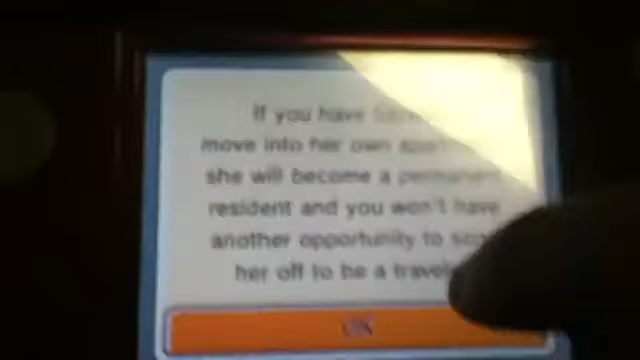 If you have
move into her own
she will become a permanent
resident and you won't have
another opportunity to
her off to be a
OK